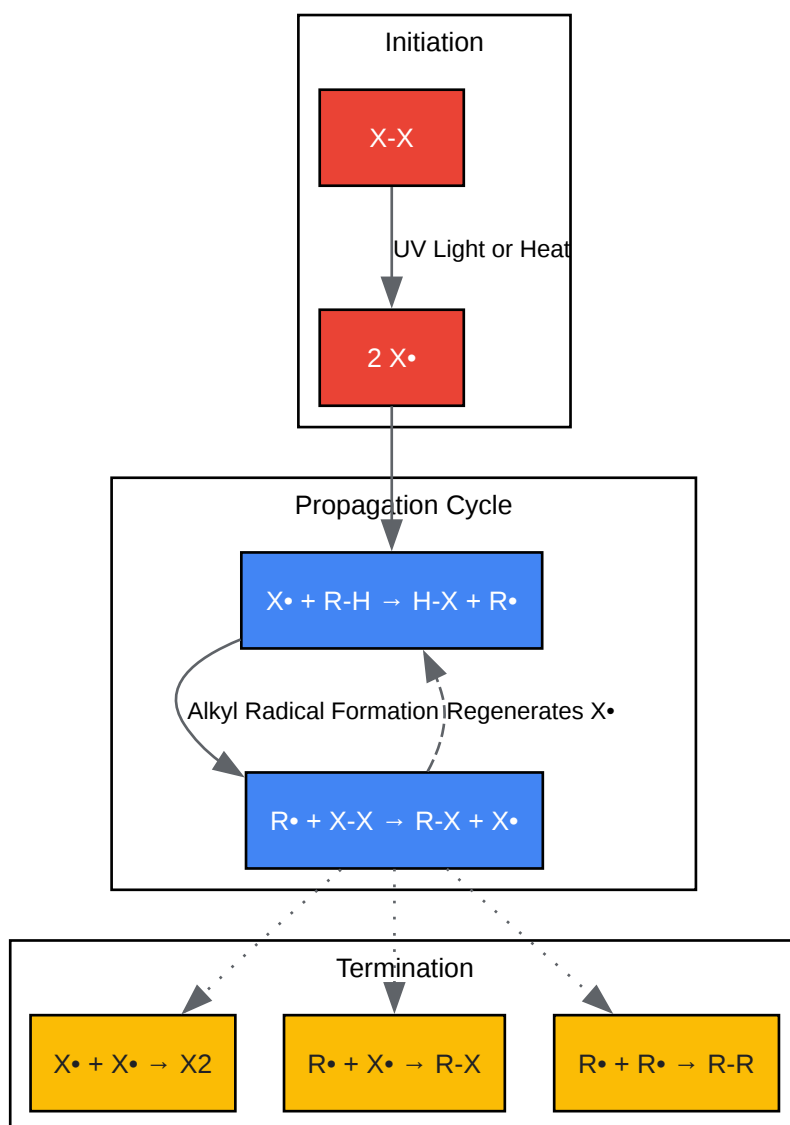 Initiation
X-X
UV Light or Heat
2 X•
Propagation Cycle
X• + R-H → H-X + R•
Alkyl Radical Formation
Regenerates X•
R• + X-X → R-X + X•
Termination
X• + X• → X2
R• + X• → R-X
R• + R• → R-R